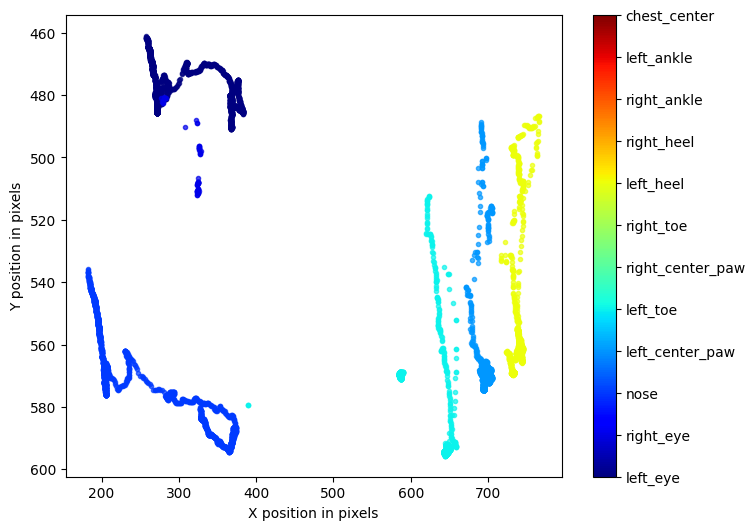 460
480
500
520
540
560
580
600
Y position in pixels
200
300
400
500
600
700
X position in pixels
chest_center
left_ankle
right_ankle
right_heel
left_heel
right_toe
right_center_paw
left_toe
left_center_paw
nose
right_eye
left_eye